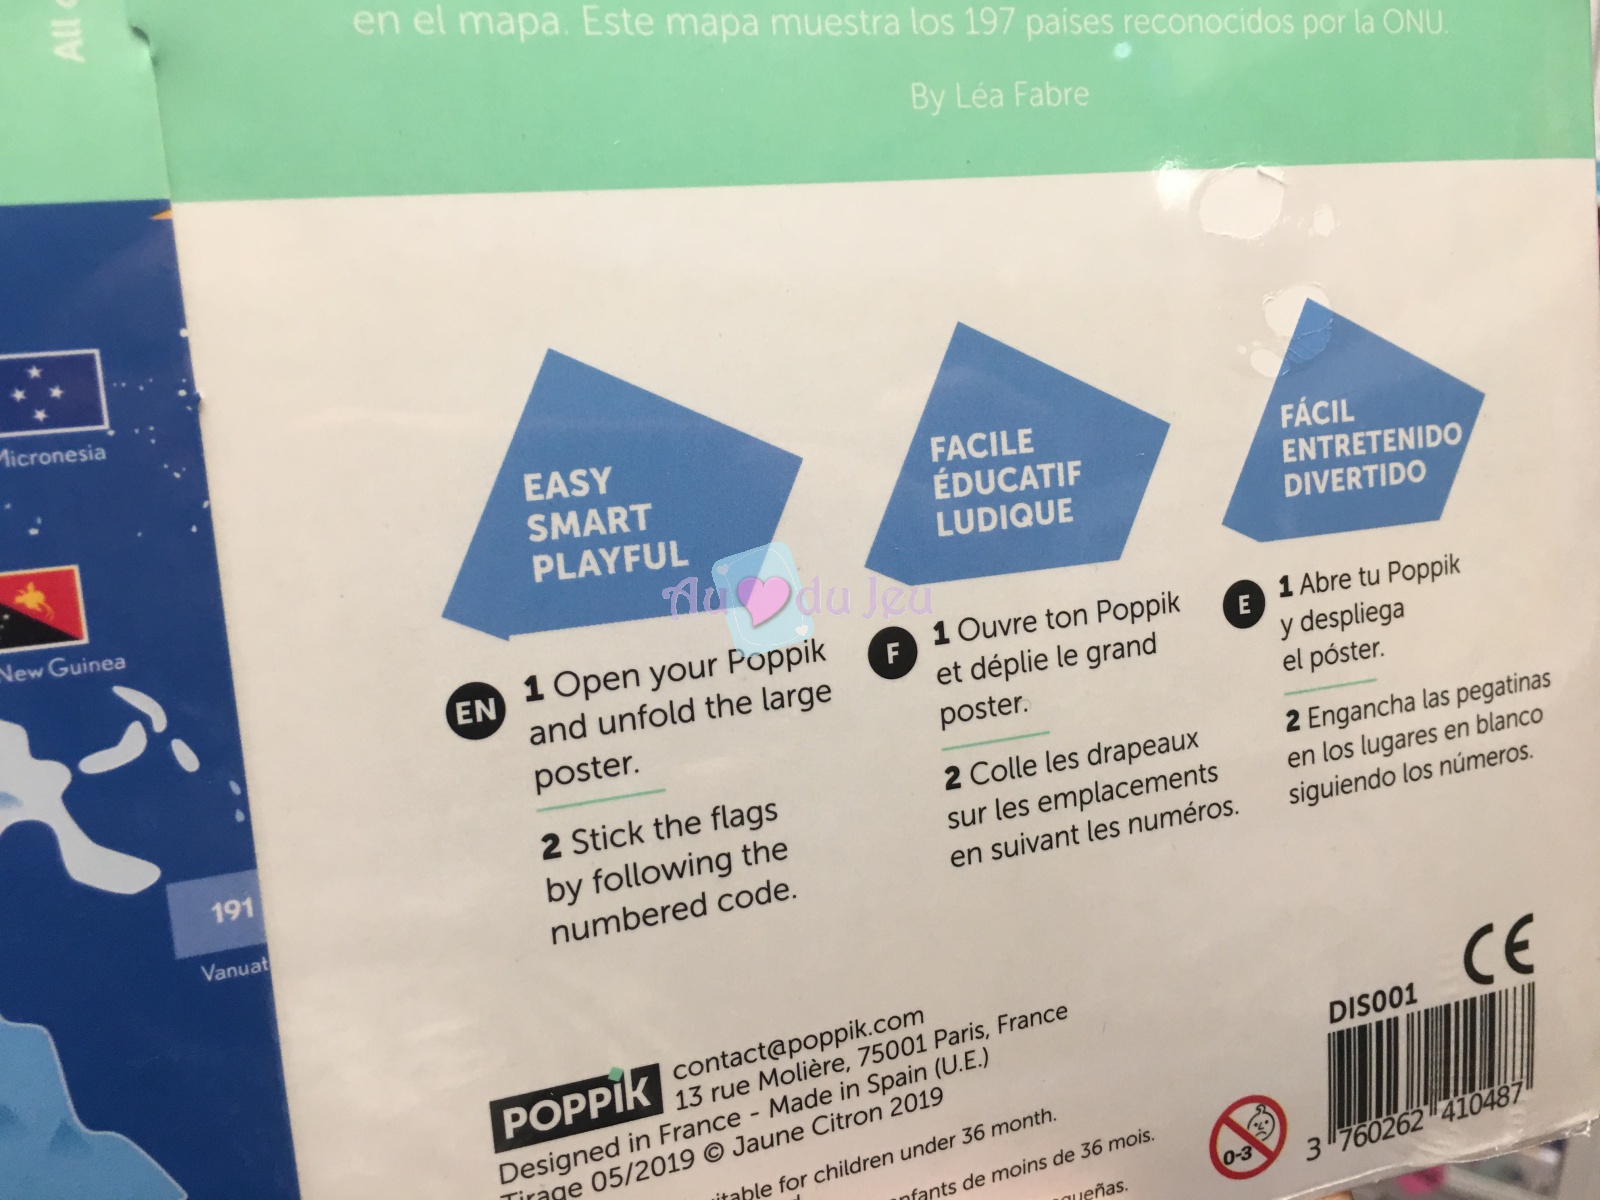 All
en el mapa. Este mapa muestra los 197 paises reconocidos por la ONU.
By Léa Fabre
Micronesia
New Guinea
191
Vanuat
EASY
SMART
PLAYFUL
EN
1 Open your Poppik
and unfold the large
poster.
2 Stick the flags
by following the
numbered code.
FACILE
ÉDUCATIF
LUDIQUE
F
1 Ouvre ton Poppik
et déplie le grand
poster.
2 Colle les drapeaux
sur les emplacements
en suivant les numéros.
FÁCIL
ENTRETENIDO
DIVERTIDO
E
1 Abre tu Poppik
y despliega
el póster.
2 Engancha las pegatinas
en los lugares en blanco
siguiendo los números.
Au du Jeu
POPPIK
contact@poppik.com
13 rue Molière, 75001 Paris, France
Designed in France - Made in Spain (U.E.)
Tirage 05/2019 © Jaune Citron 2019
itable for children under 36 month.
nfants de moins de 36 mois.
queñas.
0-3
CE
DIS001
3 760262 410487